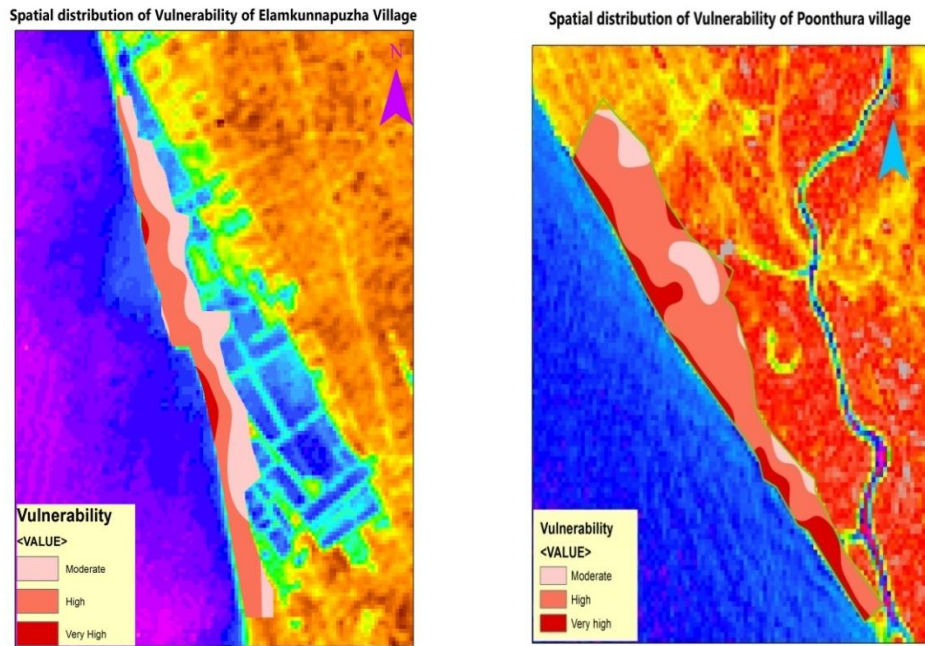 Spatial distribution of Vulnerability of Elamkunnapuzha Village
N
Vulnerability
<VALUE>
Moderate
High
Very High
Spatial distribution of Vulnerability of Poonthura village
Vulnerability
<VALUE>
Moderate
High
Very high